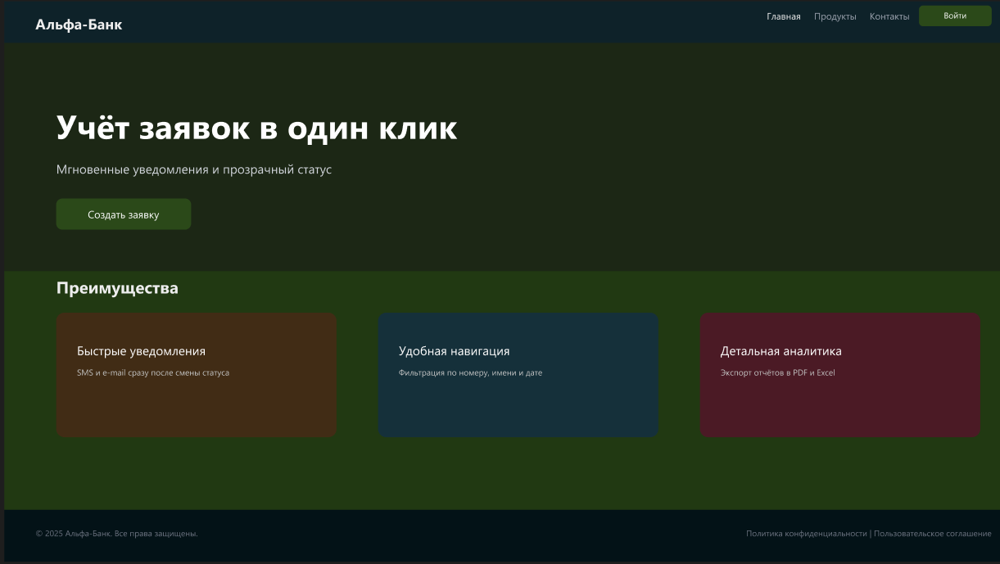 Альфа-Банк
Главная
Продукты
Контакты
Войти
Учёт заявок в один клик
Мгновенные уведомления и прозрачный статус
Создать заявку
Преимущества
Быстрые уведомления
SMS и e-mail сразу после смены статуса
Удобная навигация
Фильтрация по номеру, имени и дате
Детальная аналитика
Экспорт отчётов в PDF и Excel
© 2025 Альфа-Банк. Все права защищены.
Политика конфиденциальности | Пользовательское соглашение